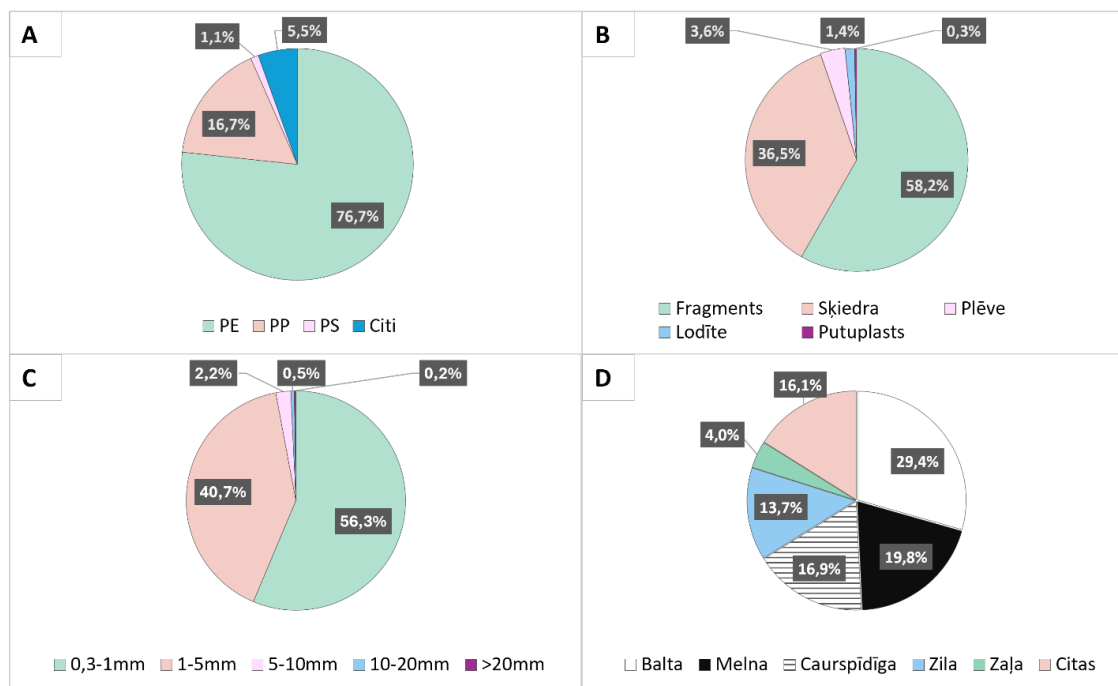 A
1,1%
5,5%
16,7%
76,7%
PE PP PS Citi
B
3,6%
1,4%
0,3%
36,5%
58,2%
Fragments Šķiedra Plēve
Lodīte Putuplasts
C
2,2%
0,5%
0,2%
40,7%
56,3%
0,3-1mm 1-5mm 5-10mm 10-20mm >20mm
D
16,1%
4,0%
29,4%
13,7%
19,8%
16,9%
Balta Melna Caurspīdīga Zila Zaļa Citas